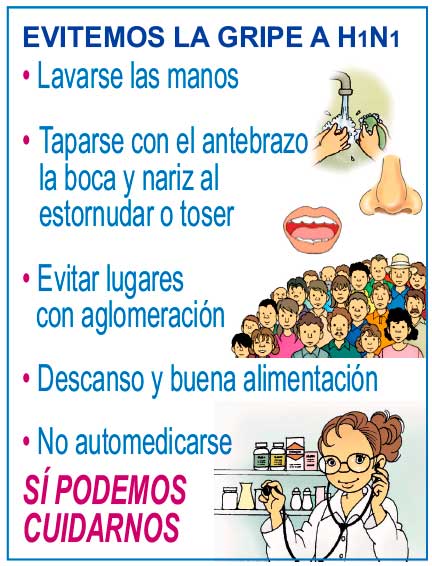 EVITEMOS LA GRIPE A H1N1
• Lavarse las manos
• Taparse con el antebrazo
la boca y nariz al
estornudar o toser
• Evitar lugares
con aglomeración
• Descanso y buena alimentación
• No automedicarse
SÍ PODEMOS
CUIDARNOS